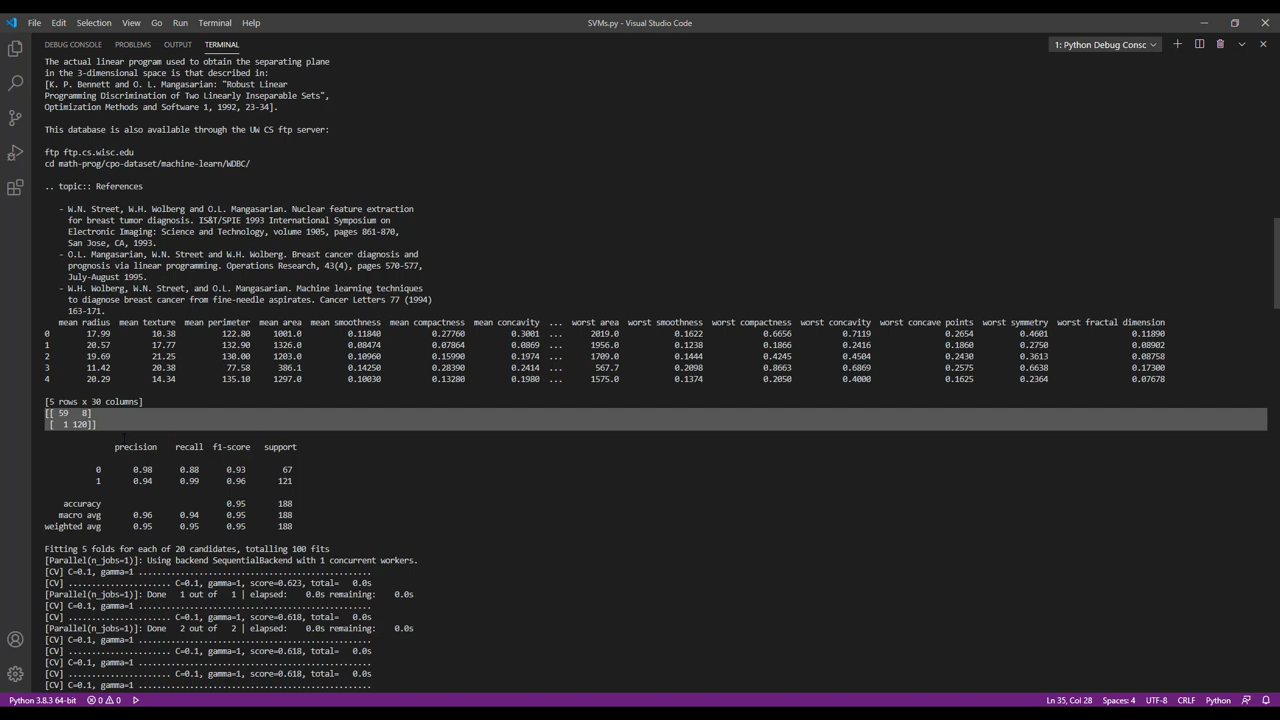 File Edit Selection View Go Run Terminal Help
SVMs.py - Visual Studio Code
DEBUG CONSOLE PROBLEMS OUTPUT TERMINAL
1: Python Debug Consc
The actual linear program used to obtain the separating plane
in the 3-dimensional space is that described in:
[K. P. Bennett and O. L. Mangasarian: "Robust Linear
Programming Discrimination of Two Linearly Inseparable Sets",
Optimization Methods and Software 1, 1992, 23-34].
This database is also available through the UW CS ftp server:
ftp ftp.cs.wisc.edu
cd math-prog/cpo-dataset/machine-learn/WDBC/
.. topic:: References
- W.N. Street, W.H. Wolberg and O.L. Mangasarian. Nuclear feature extraction
for breast tumor diagnosis. IS&T/SPIE 1993 International Symposium on
Electronic Imaging: Science and Technology, volume 1905, pages 861-870,
San Jose, CA, 1993.
- O.L. Mangasarian, W.N. Street and W.H. Wolberg. Breast cancer diagnosis and
prognosis via linear programming. Operations Research, 43(4), pages 570-577,
July-August 1995.
- W.H. Wolberg, W.N. Street, and O.L. Mangasarian. Machine learning techniques
to diagnose breast cancer from fine-needle aspirates. Cancer Letters 77 (1994)
163-171.
mean radius mean texture mean perimeter mean area mean smoothness mean compactness mean concavity ... worst area worst smoothness worst compactness worst concavity worst concave points worst symmetry worst fractal dimension
0 17.99 10.38 122.80 1001.0 0.11840 0.27760 0.3001 ... 2019.0 0.1622 0.6656 0.7119 0.2654 0.4601 0.11890
1 20.57 17.77 132.90 1326.0 0.08474 0.07864 0.0869 ... 1956.0 0.1238 0.1866 0.2416 0.1860 0.2750 0.08902
2 19.69 21.25 130.00 1203.0 0.10960 0.15990 0.1974 ... 1709.0 0.1444 0.4245 0.4504 0.2430 0.3613 0.08758
3 11.42 20.38 77.58 386.1 0.14250 0.28390 0.2414 ... 567.7 0.2098 0.8663 0.6869 0.2575 0.6638 0.17300
4 20.29 14.34 135.10 1297.0 0.10030 0.13280 0.1980 ... 1575.0 0.1374 0.2050 0.4000 0.1625 0.2364 0.07678
[5 rows x 30 columns]
[[ 59 8]
[ 1 120]]
precision recall f1-score support
0 0.98 0.88 0.93 67
1 0.94 0.99 0.96 121
accuracy 0.95 188
macro avg 0.96 0.94 0.95 188
weighted avg 0.95 0.95 0.95 188
Fitting 5 folds for each of 20 candidates, totalling 100 fits
[Parallel(n_jobs=1)]: Using backend SequentialBackend with 1 concurrent workers.
[CV] C=0.1, gamma=1 ..................................................
[CV] ...................... C=0.1, gamma=1, score=0.623, total= 0.0s
[Parallel(n_jobs=1)]: Done 1 out of 1 | elapsed: 0.0s remaining: 0.0s
[CV] C=0.1, gamma=1 ..................................................
[CV] ...................... C=0.1, gamma=1, score=0.618, total= 0.0s
[Parallel(n_jobs=1)]: Done 2 out of 2 | elapsed: 0.0s remaining: 0.0s
[CV] C=0.1, gamma=1 ..................................................
[CV] ...................... C=0.1, gamma=1, score=0.618, total= 0.0s
[CV] C=0.1, gamma=1 ..................................................
[CV] ...................... C=0.1, gamma=1, score=0.618, total= 0.0s
[CV] C=0.1, gamma=1 ..................................................
Python 3.8.3 64-bit 0 0 Ln 35, Col 28 Spaces: 4 UTF-8 CRLF Python